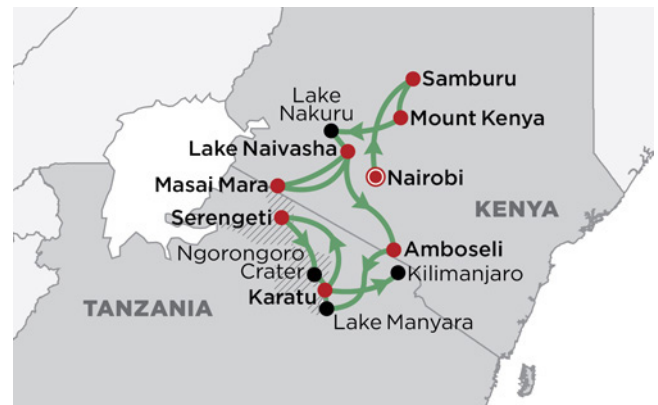 Samburu
Lake
Nakuru
Mount Kenya
Lake Naivasha
Masai Mara
Nairobi
Serengeti
KENYA
Ngorongoro
Crater
Amboseli
Kilimanjaro
Karatu
TANZANIA
Lake Manyara